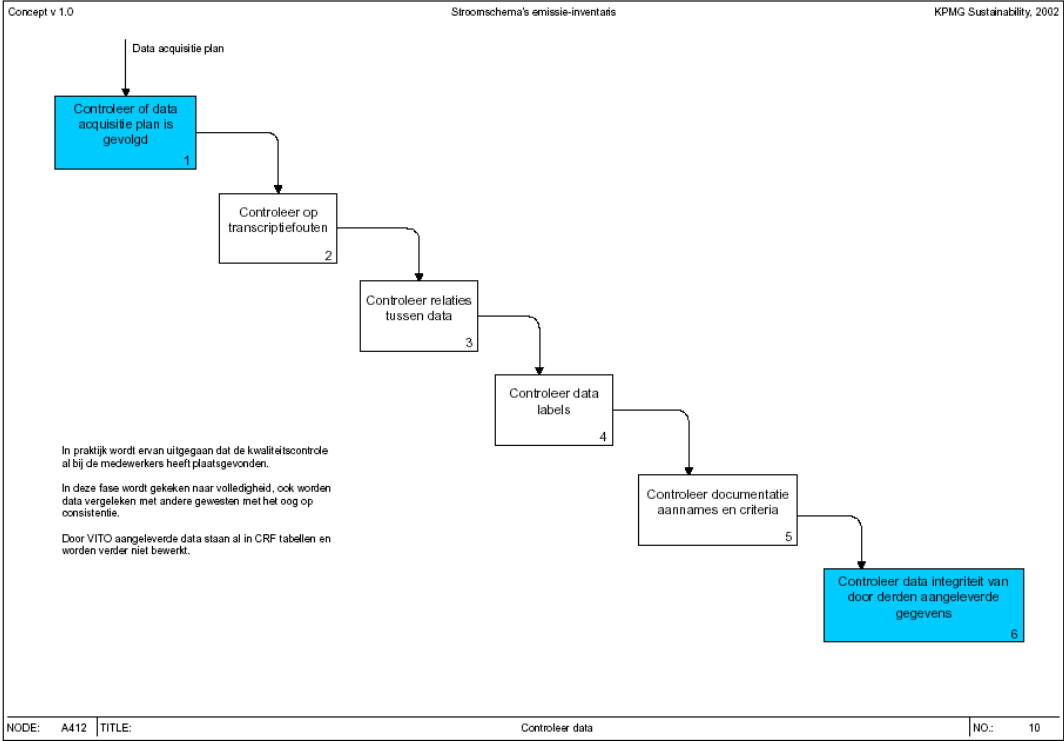 Concept v 1.0
Stroomschema's emissie-inventaris
KPMG Sustainability, 2002
Data acquisitie plan
Controleer of data
acquisitie plan is
gevolgd
1
Controleer op
transcriptiefouten
2
Controleer relaties
tussen data
3
Controleer data
labels
4
Controleer documentatie
aannames en criteria
5
Controleer data integriteit van
door derden aangeleverde
gegevens
6
In praktijk wordt ervan uitgegaan dat de kwaliteitscontrole
al bij de medewerkers heeft plaatsgevonden.
In deze fase wordt gekeken naar volledigheid, ook worden
data vergeleken met andere gewesten met het oog op
consistentie.
Door VITO aangeleverde data staan al in CRF tabellen en
worden verder niet bewerkt.
NODE: A412
TITLE:
Controleer data
NO.: 10